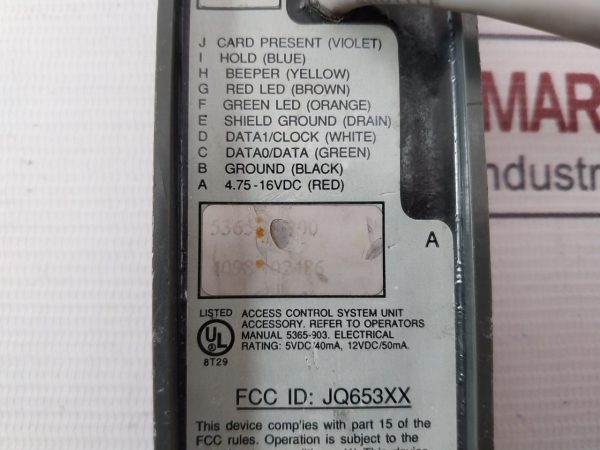 J CARD PRESENT (VIOLET)
I HOLD (BLUE)
H BEEPER (YELLOW)
G RED LED (BROWN)
F GREEN LED (ORANGE)
E SHIELD GROUND (DRAIN)
D DATA1/CLOCK (WHITE)
C DATA0/DATA (GREEN)
B GROUND (BLACK)
A 4.75-16VDC (RED)
MAR
ndustr
A
LISTED
UL
8T29
ACCESS CONTROL SYSTEM UNIT
ACCESSORY. REFER TO OPERATORS
MANUAL 5365-903. ELECTRICAL
RATING: 5VDC/40mA, 12VDC/50mA.
FCC ID: JQ653XX
This device complies with part 15 of the
FCC rules. Operation is subject to the